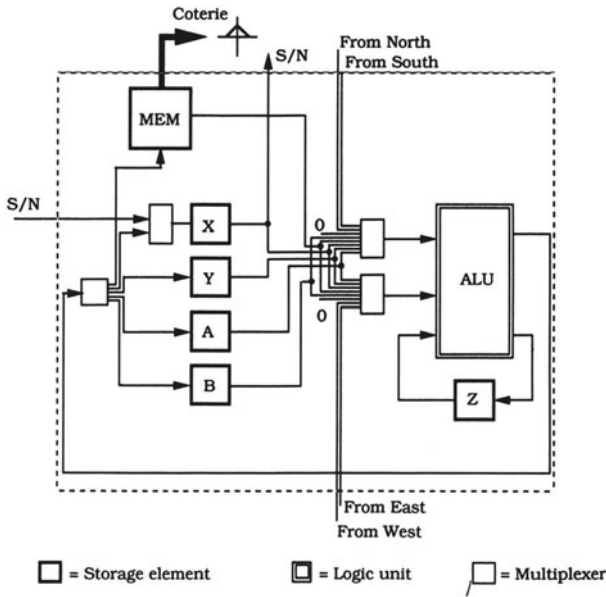 Coterie
S/N
From North
From South
MEM
S/N
X
0
Y
ALU
A
0
B
Z
From East
From West
= Storage element
= Logic unit
= Multiplexer